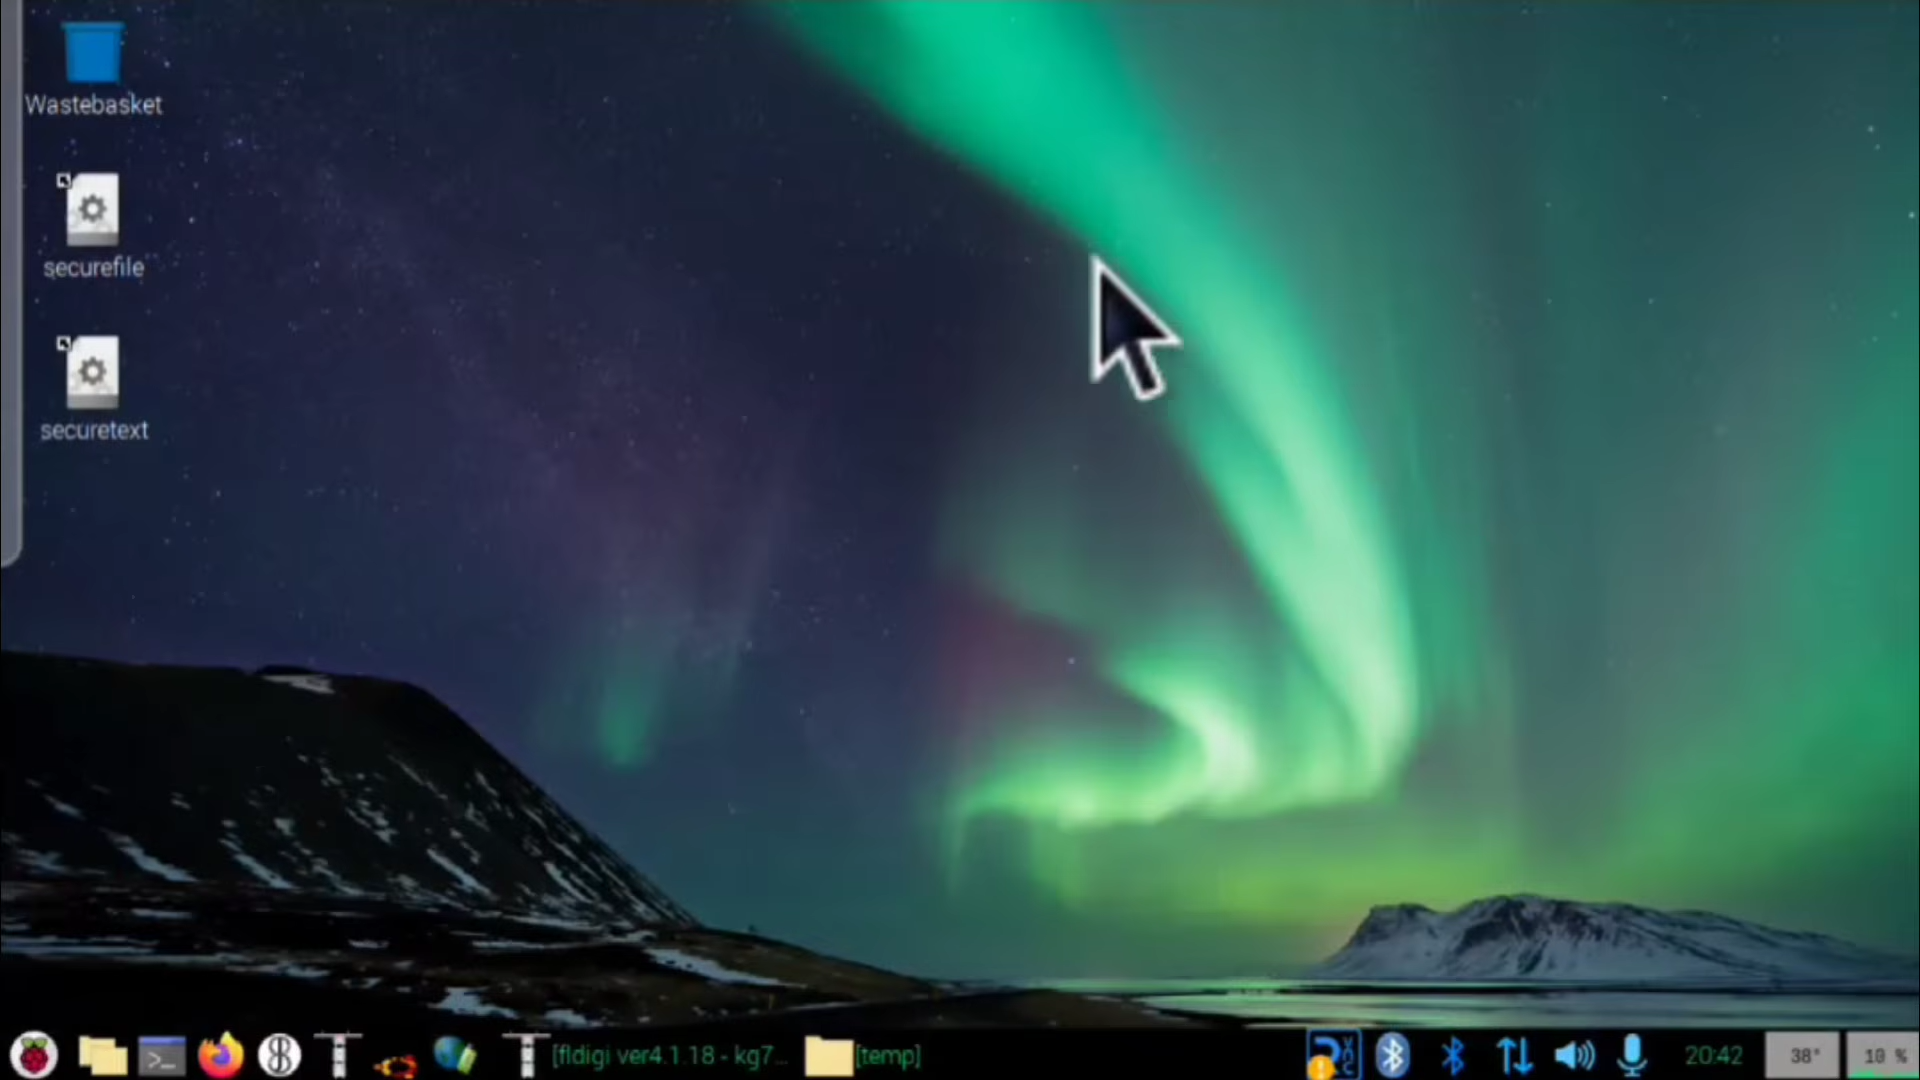 Wastebasket
securefile
securetext
[fldigi ver4.1.18 - kg7...
[temp]
20:42
38°
10 %